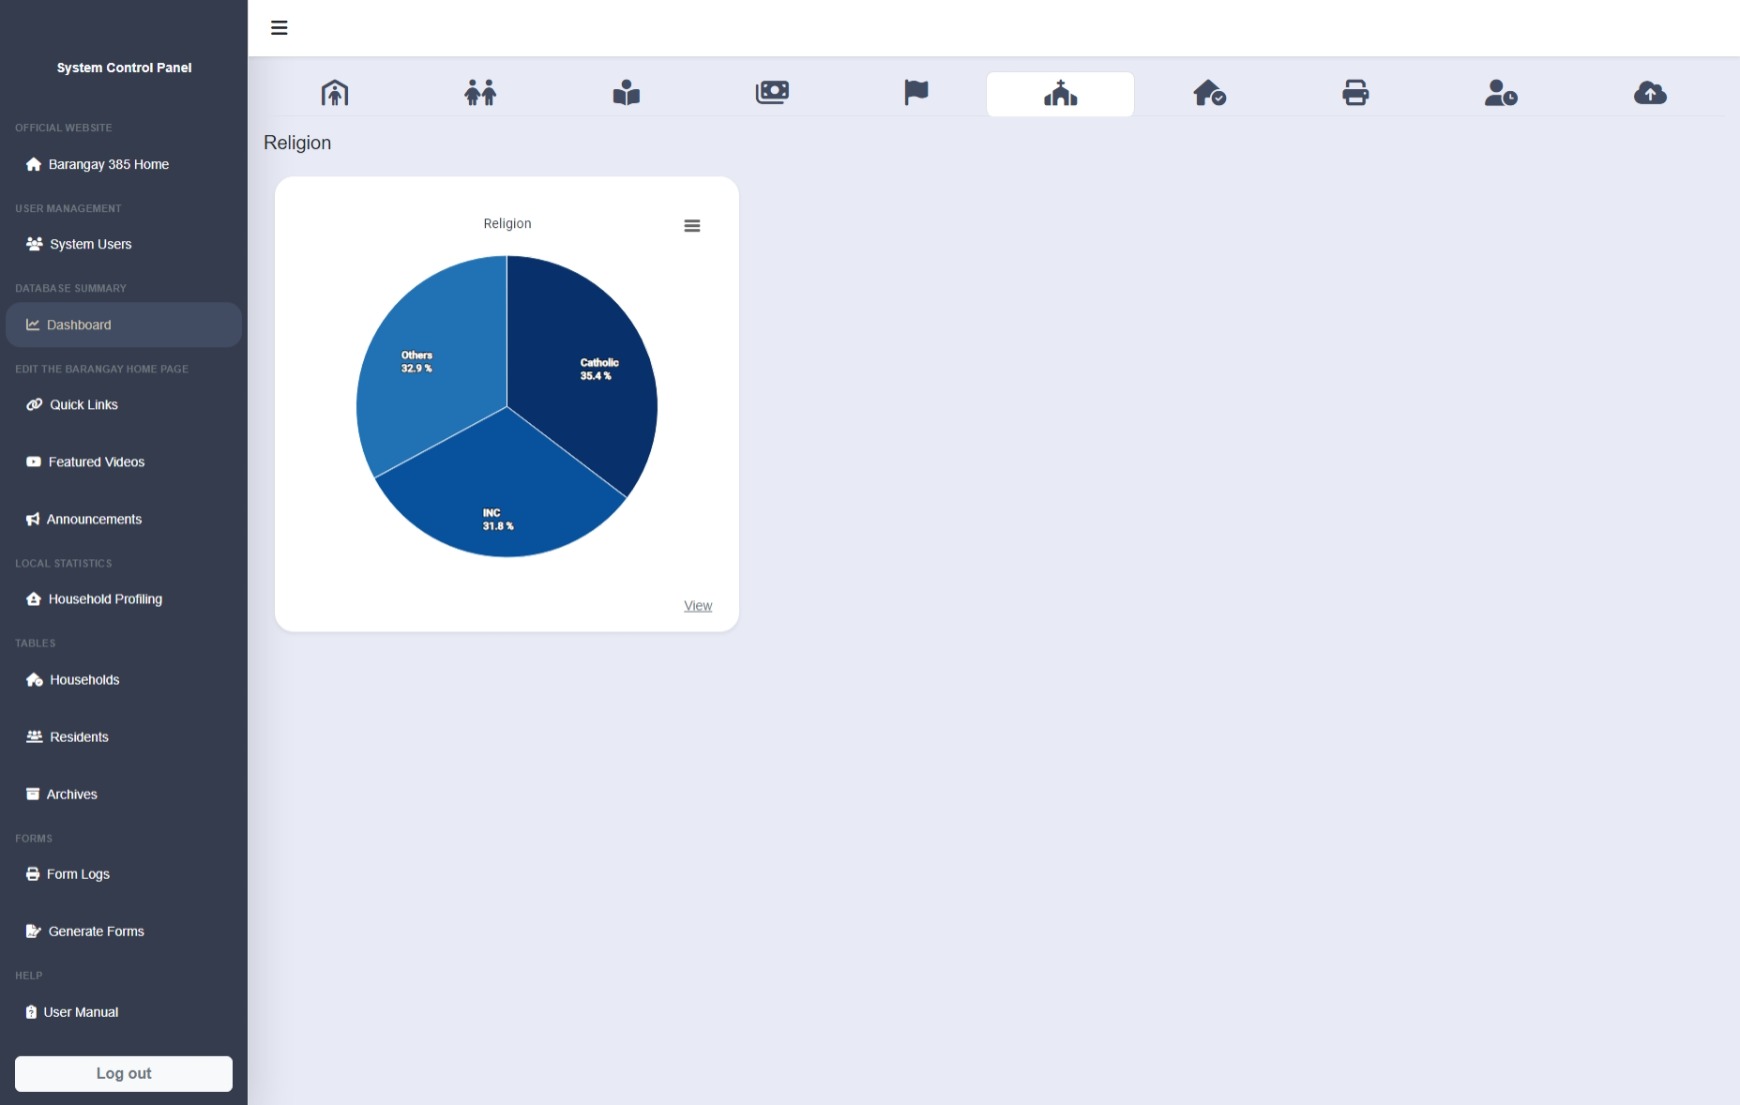 System Control Panel
OFFICIAL WEBSITE
Barangay 385 Home
USER MANAGEMENT
System Users
DATABASE SUMMARY
Dashboard
EDIT THE BARANGAY HOME PAGE
Quick Links
Featured Videos
Announcements
LOCAL STATISTICS
Household Profiling
TABLES
Households
Residents
Archives
FORMS
Form Logs
Generate Forms
HELP
User Manual
Log out
Religion
Religion
Others
32.9 %
Catholic
35.4 %
INC
31.8 %
View